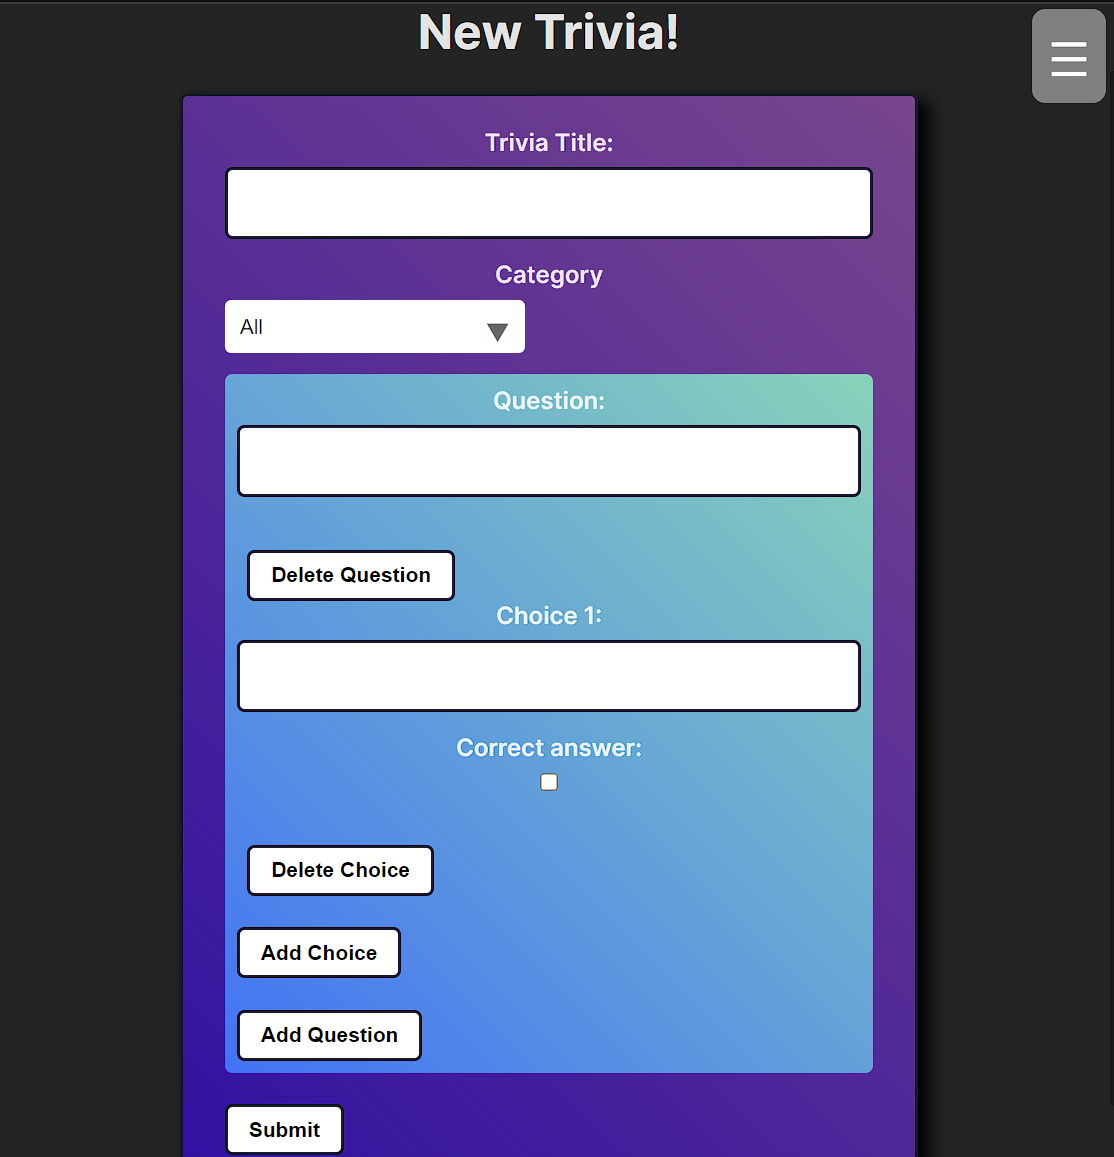 New Trivia!
Trivia Title:
Category
All
Question:
Delete Question
Choice 1:
Correct answer:
Delete Choice
Add Choice
Add Question
Submit